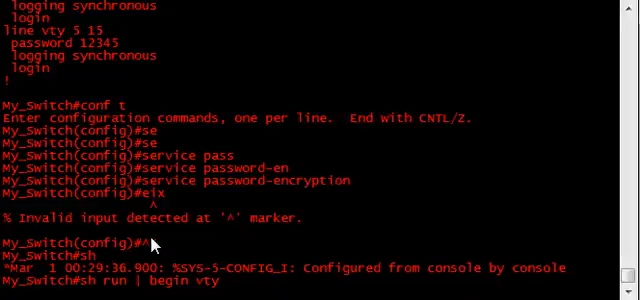 logging synchronous
login
line vty 5 15
password 12345
logging synchronous
login
!
My_Switch#conf t
Enter configuration commands, one per line.  End with CNTL/Z.
My_Switch(config)#se
My_Switch(config)#se
My_Switch(config)#service pass
My_Switch(config)#service password-en
My_Switch(config)#service password-encryption
My_Switch(config)#eix
^
% Invalid input detected at '^' marker.
My_Switch(config)#^
My_Switch#sh
*Mar  1 00:29:36.900: %SYS-5-CONFIG_I: Configured from console by console
My_Switch#sh run | begin vty